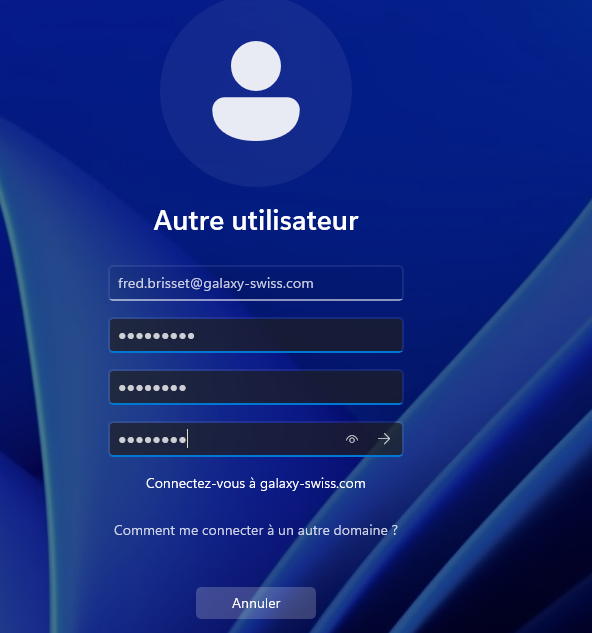 Autre utilisateur
fred.brisset@galaxy-swiss.com
●●●●●●●●●
●●●●●●●●
●●●●●●●●
Connectez-vous à galaxy-swiss.com
Comment me connecter à un autre domaine ?
Annuler